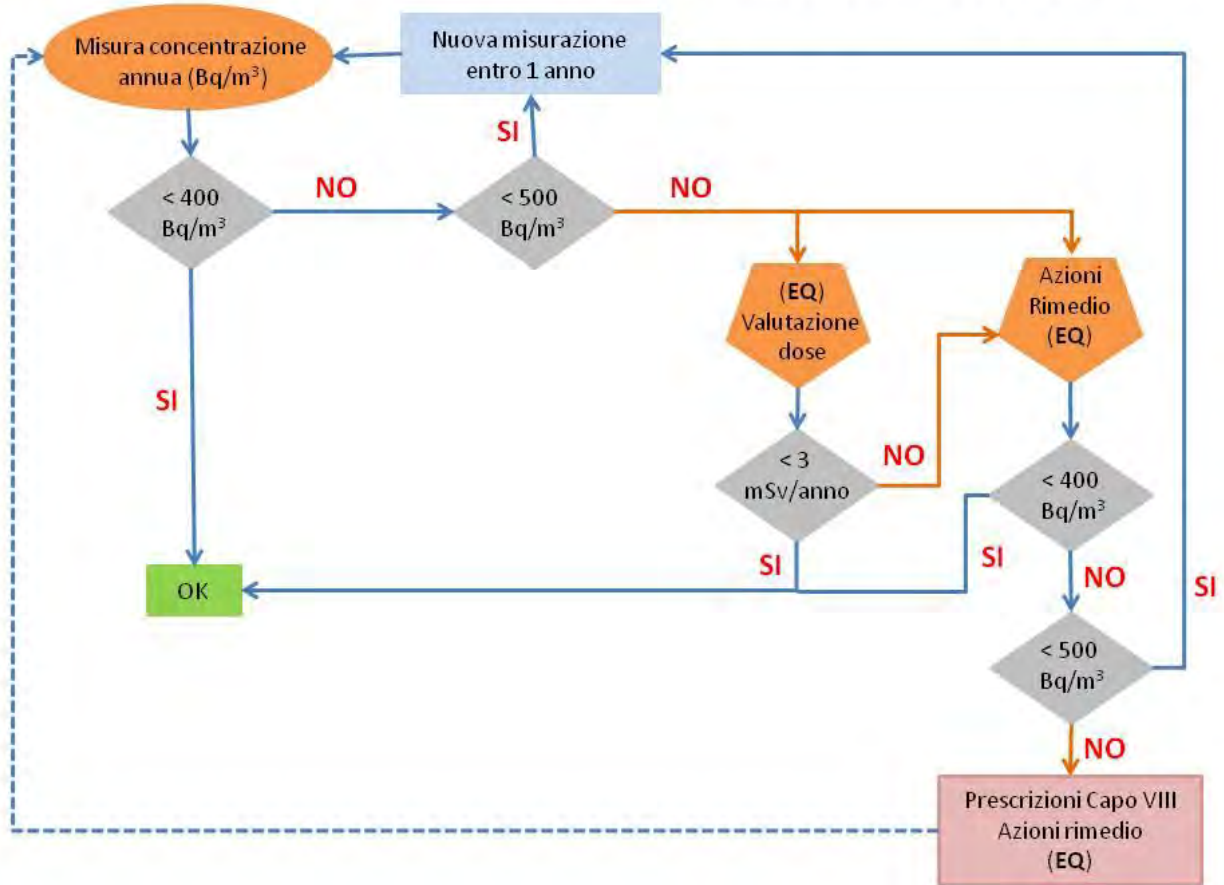 Misura concentrazione
annua (Bq/m³)
Nuova misurazione
entro 1 anno
SI
< 400
Bq/m³
NO
< 500
Bq/m³
NO
(EQ)
Valutazione
dose
Azioni
Rimedio
(EQ)
SI
< 3
mSv/anno
NO
< 400
Bq/m³
SI
SI
NO
SI
OK
< 500
Bq/m³
NO
Prescrizioni Capo VIII
Azioni rimedio
(EQ)